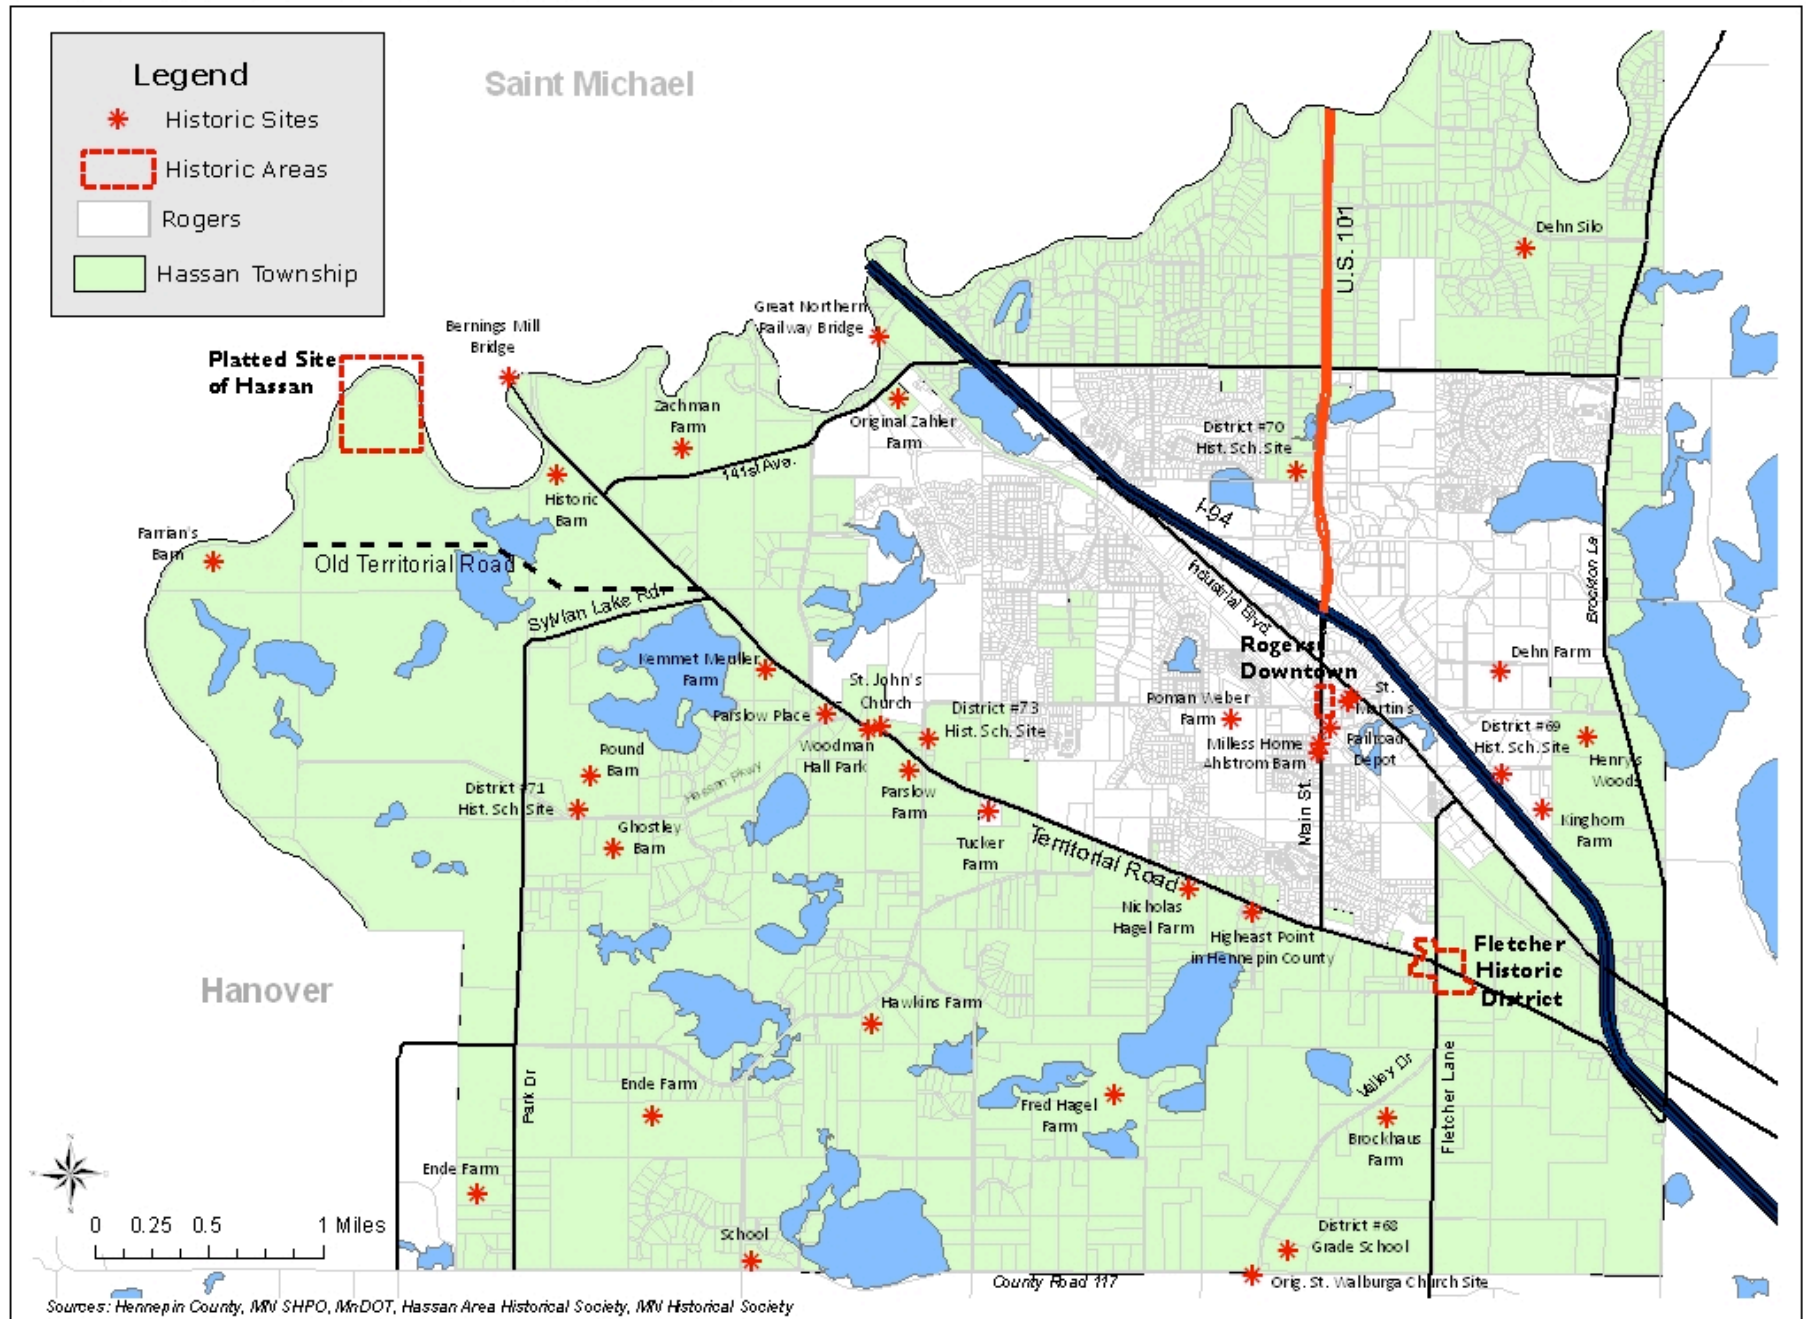 Legend
Historic Sites
Historic Areas
Rogers
Hassan Township
Saint Michael
U.S. 101
Dehn Silo
Great Northern
Railway Bridge
Bernings Mill
Bridge
Platted Site
of Hassan
Zachman
Farm
Original Zahler
Farm
District #70
Hist. Sch. Site
141st Ave.
Historic
Barn
I-94
Farrian's
Barn
Old Territorial Road
Sylvian Lake Rd.
Industrial Blvd.
Brockton La
Rogers
Downtown
Dehn Farm
Kemmet Meuller
Farm
St. John's
Church
Parslow Place
District #73
Hist. Sch. Site
Roman Weber
Farm
St.
Martin's
Woodman
Hall Park
Milless Home
Ahlstrom Barn
Railroad
Depot
District #69
Hist. Sch. Site
Henry's
Woods
Round
Barn
Hassan Pkwy
District #71
Hist. Sch. Site
Parslow
Farm
Main St.
Kinghorn
Farm
Ghostley
Barn
Tucker
Farm
Territorial Road
Nicholas
Hagel Farm
Higheast Point
in Hennepin County
Fletcher
Historic
District
Hanover
Hawkins Farm
Ende Farm
Park Dr
Fred Hagel
Farm
Valley Dr
Fletcher Lane
Brockhaus
Farm
Ende Farm
0 0.25 0.5 1 Miles
School
District #68
Grade School
County Road 117
Orig. St. Walburga Church Site
Sources: Hennepin County, MN SHPO, MnDOT, Hassan Area Historical Society, MN Historical Society